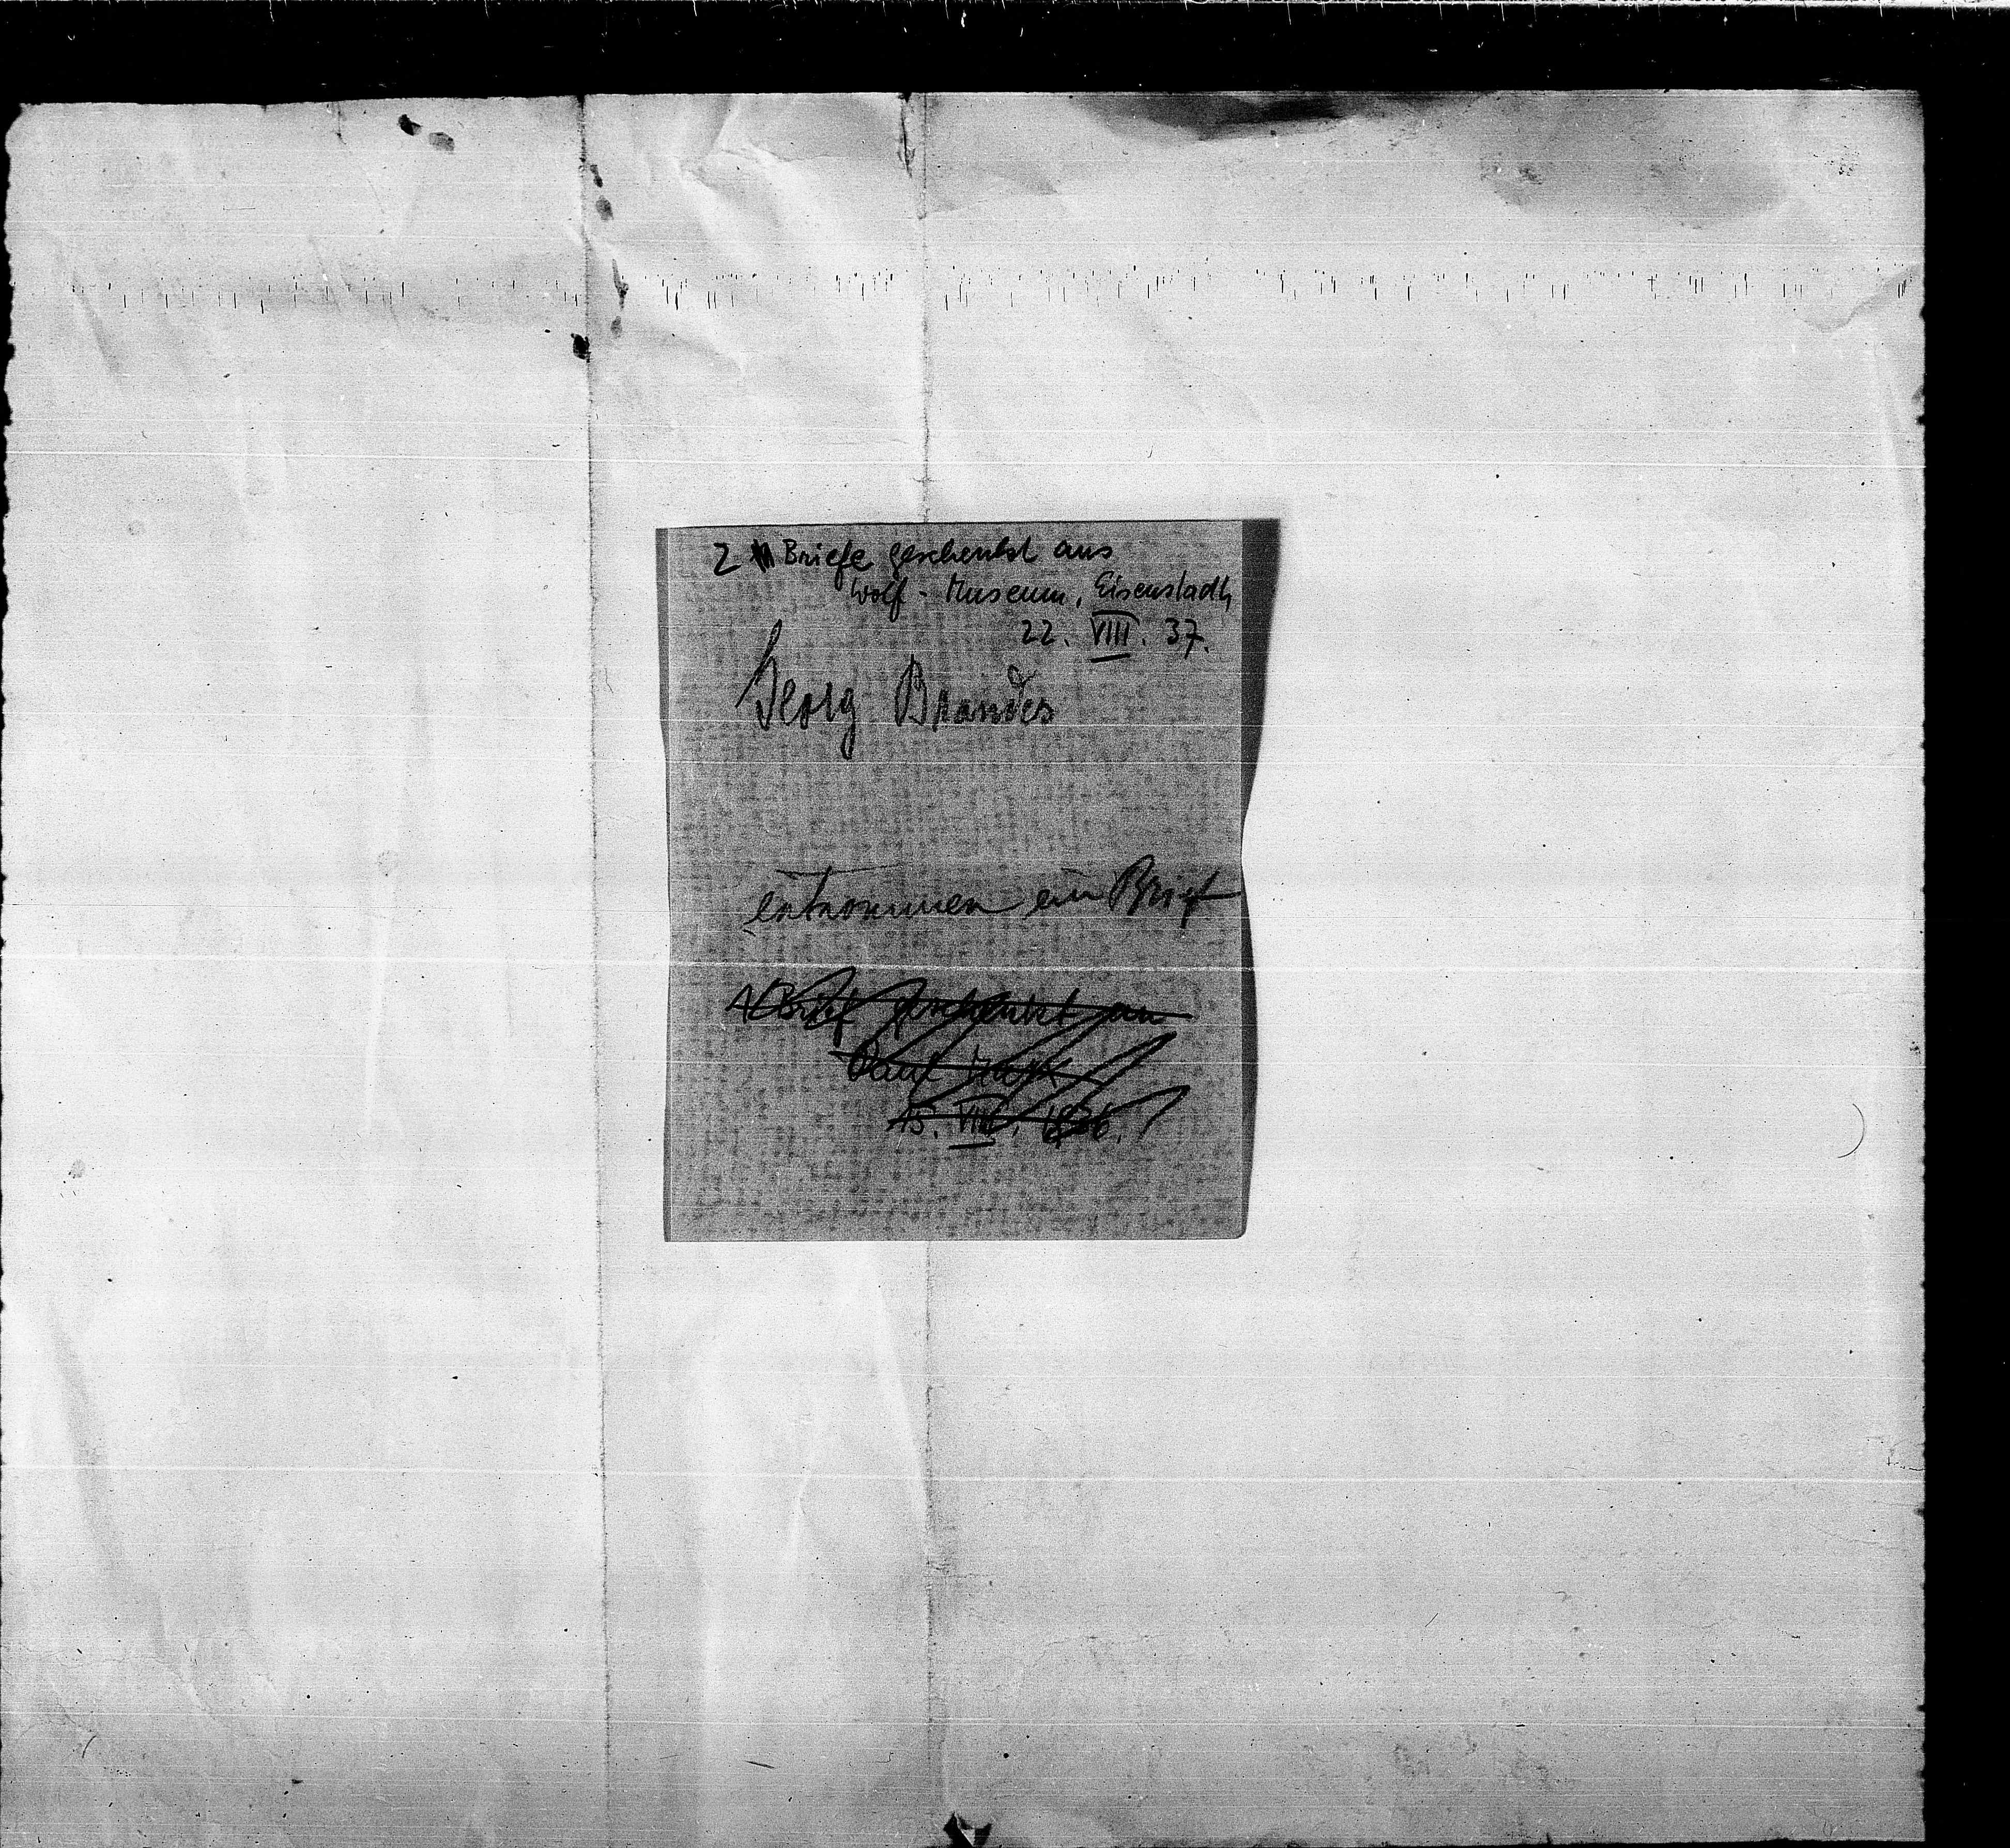 2 Briefe geschenkt aus
Wolf - Museum, Eisenstadt,
22. VIII. 37.
Georg Brandes
entnommen ein Brief
1 Brief geschenkt an
Paul
15. VIII. 1936.